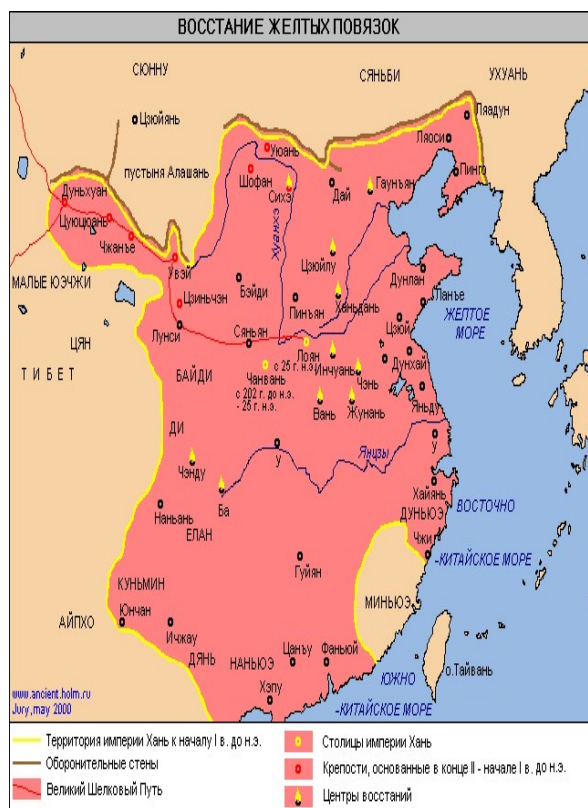 ВОССТАНИЕ ЖЕЛТЫХ ПОВЯЗОК
СЮННУ
СЯНЬБИ
УХУАНЬ
Цзюйянь
Ляадун
Ляоси
Уюань
пустыня Алашань
Шофан
Сихэ
Дай
Гаунъян
Пинго
Дуньхуан
Цуюцюань
Чжанъе
Хуанхэ
Увэй
Цзюйлу
МАЛЫЕ ЮЭЧЖИ
Цзиньчэн
Бэйди
Пинъян
Ханьдань
Дунлан
Ланъе
ЖЕЛТОЕ
МОРЕ
ЦЯН
Лунси
Сяньян
Лоян
с 25 г. н.э.
Цзюй
ТИБЕТ
БАЙДИ
Чанвань
с 202 г. до н.э.
- 25 г. н.э.
Инчуань
Чэнь
Дунхай
Вань
Жунань
Яньду
ДИ
У
Янцзы
У
Чэнду
Ба
Хайянь
ВОСТОЧНО
ДУНЬЮЭ
Наньань
ЕЛАН
Чжи
-КИТАЙСКОЕ МОРЕ
Гуйян
КУНЬМИН
МИНЬЮЭ
АЙПХО
Юнчан
Ичжау
ДЯНЬ
НАНЬЮЭ
Цанъу
Фаньюй
о.Тайвань
Хэпу
ЮЖНО
-КИТАЙСКОЕ МОРЕ
www.ancient.holm.ru
Jury, may 2000
Территория империи Хань к началу I в. до н.э.
Оборонительные стены
Великий Шелковый Путь
Столицы империи Хань
Крепости, основанные в конце II - начале I в. до н.э.
Центры восстаний